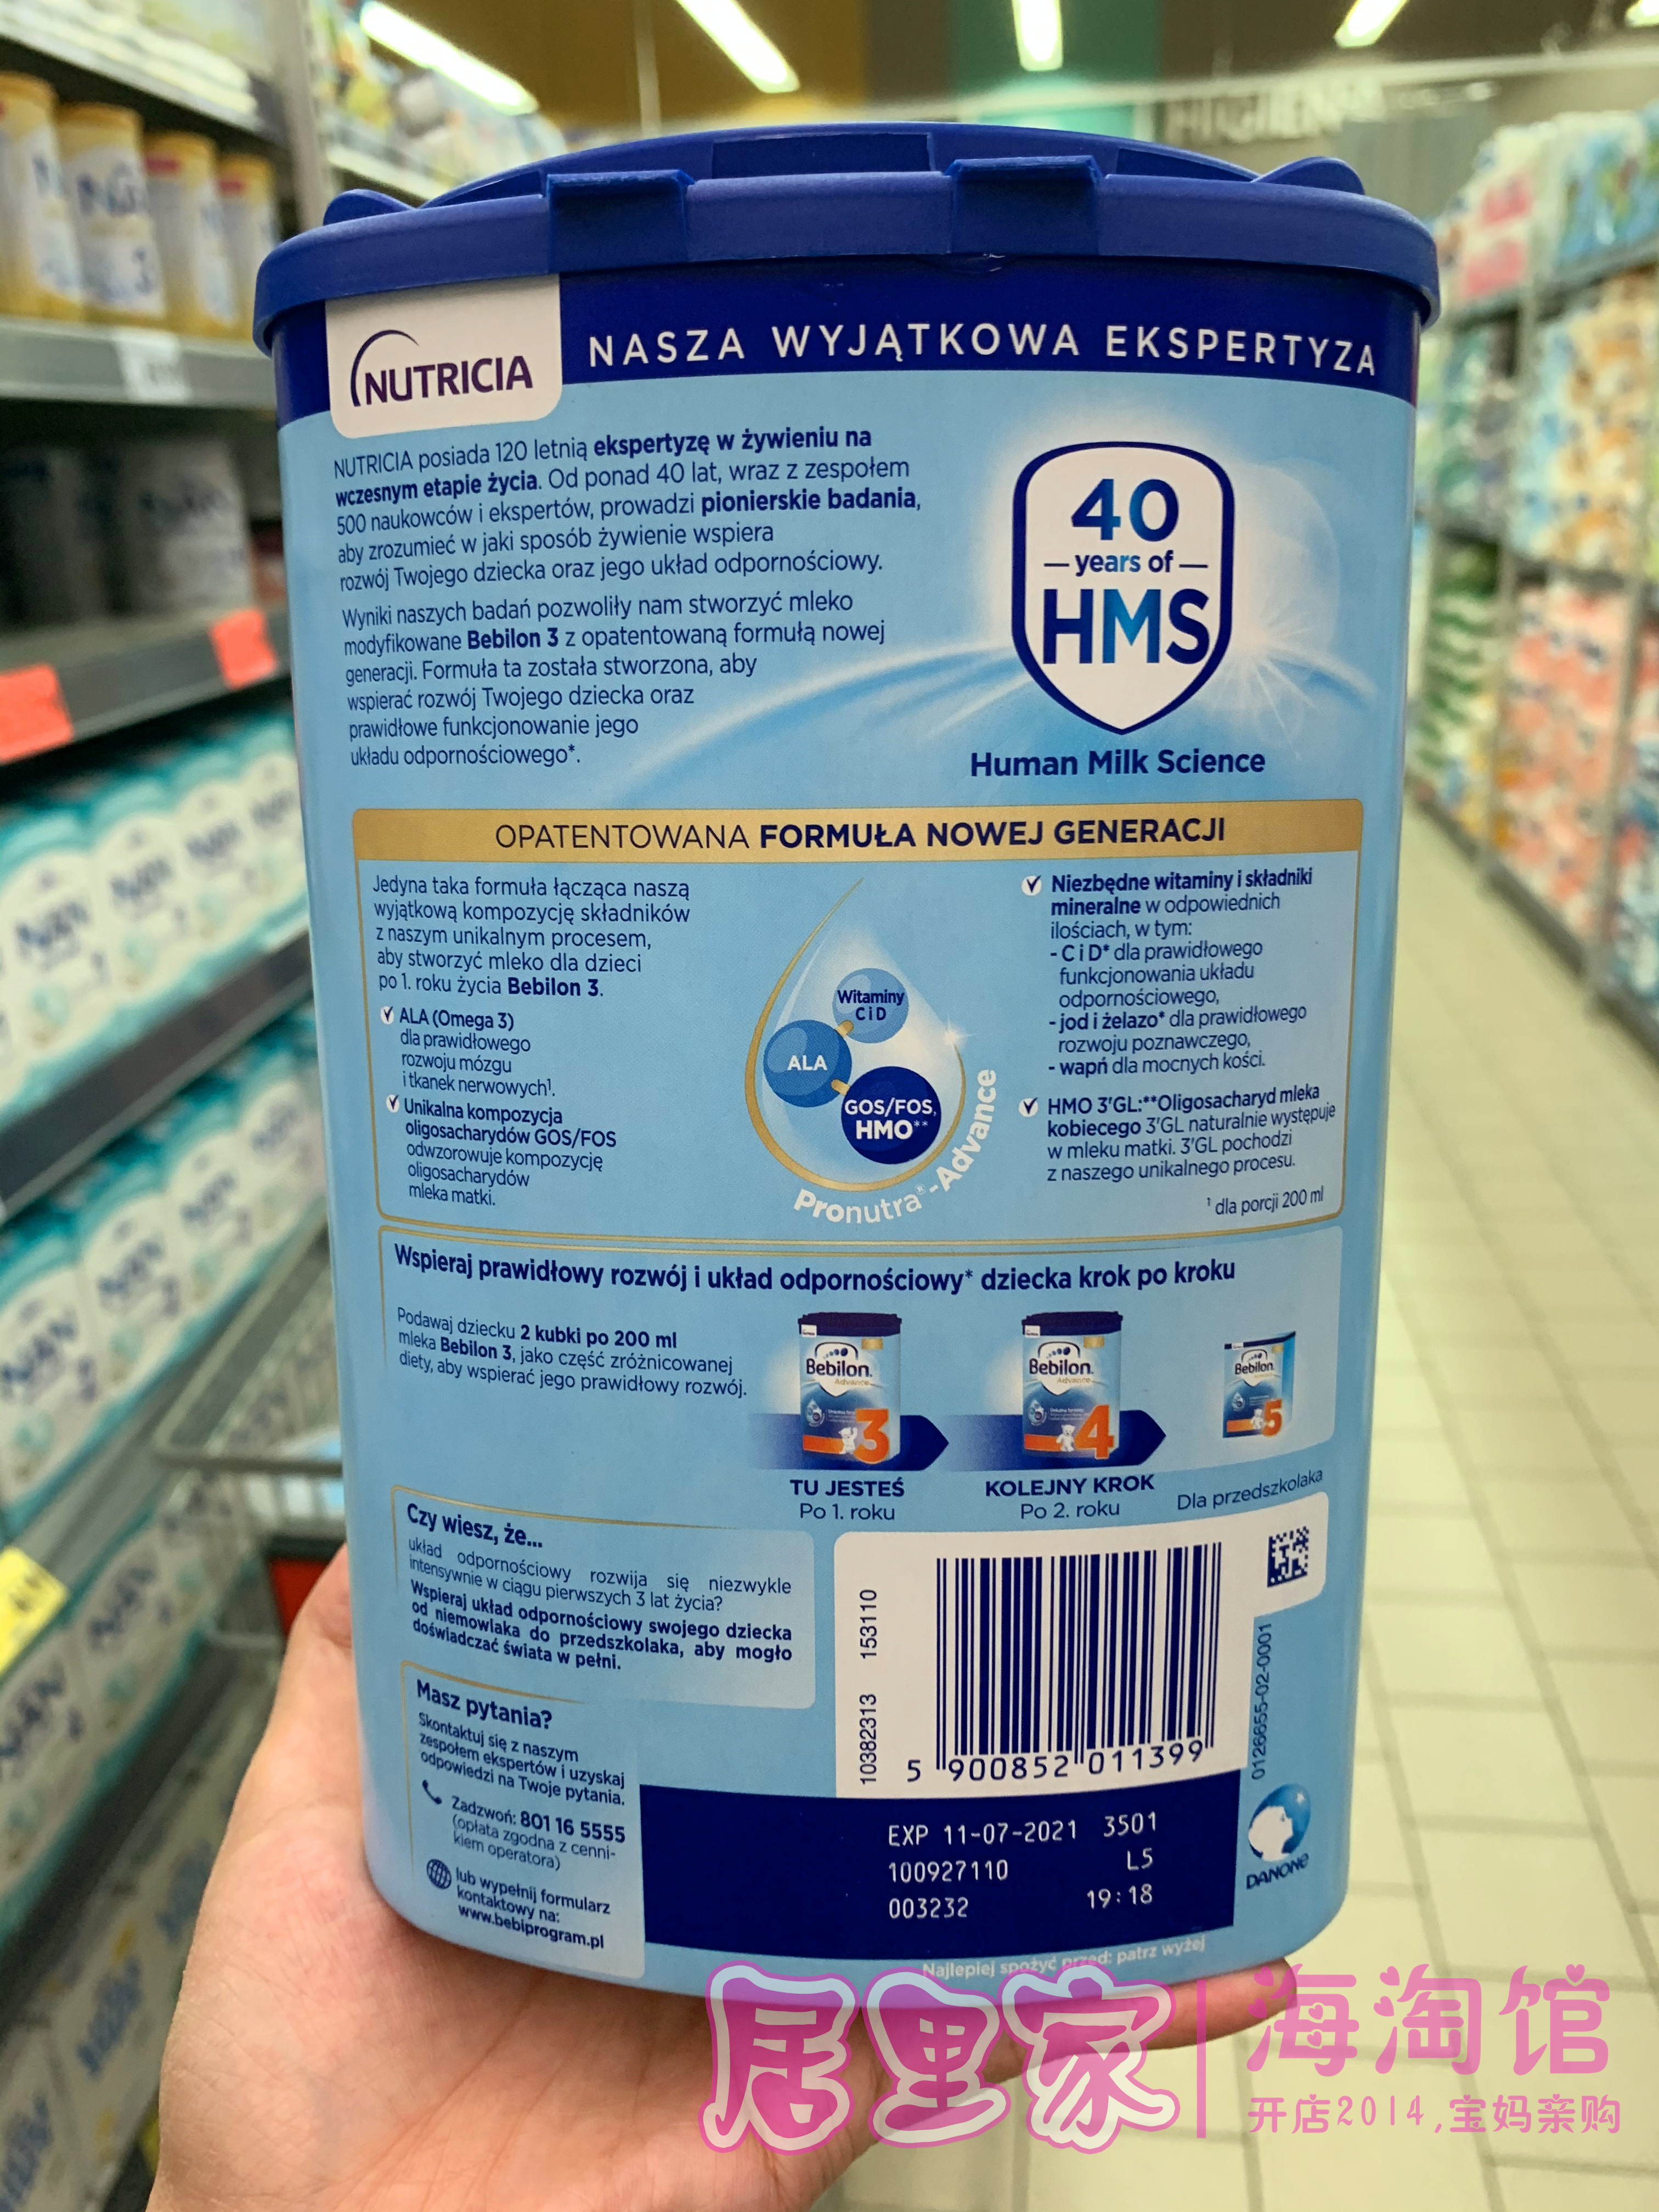 HIGIEN
NUTRICIA
NASZA WYJĄTKOWA EKSPERTYZA
NUTRICIA posiada 120 letnią ekspertyzę w żywieniu na
wczesnym etapie życia. Od ponad 40 lat, wraz z zespołem
500 naukowców i ekspertów, prowadzi pionierskie badania,
aby zrozumieć w jaki sposób żywienie wspiera
rozwój Twojego dziecka oraz jego układ odpornościowy.
Wyniki naszych badań pozwoliły nam stworzyć mleko
modyfikowane Bebilon 3 z opatentowaną formułą nowej
generacji. Formuła ta została stworzona, aby
wspierać rozwój Twojego dziecka oraz
prawidłowe funkcjonowanie jego
układu odpornościowego*.
40
years of
HMS
Human Milk Science
OPATENTOWANA FORMUŁA NOWEJ GENERACJI
Jedyna taka formuła łącząca naszą
wyjątkową kompozycję składników
z naszym unikalnym procesem,
aby stworzyć mleko dla dzieci
po 1. roku życia Bebilon 3.
ALA (Omega 3)
dla prawidłowego
rozwoju mózgu
i tkanek nerwowych¹.
Unikalna kompozycja
oligosacharydów GOS/FOS
odwzorowuje kompozycję
oligosacharydów
mleka matki.
Witaminy
C i D
ALA
GOS/FOS,
HMO**
Pronutra®-Advance
Niezbędne witaminy i składniki
mineralne w odpowiednich
ilościach, w tym:
- C i D* dla prawidłowego
funkcjonowania układu
odpornościowego,
- jod i żelazo* dla prawidłowego
rozwoju poznawczego,
- wapń dla mocnych kości.
HMO 3'GL:**Oligosacharyd mleka
kobiecego 3'GL naturalnie występuje
w mleku matki. 3'GL pochodzi
z naszego unikalnego procesu.
¹ dla porcji 200 ml
Wspieraj prawidłowy rozwój i układ odpornościowy* dziecka krok po kroku
Podawaj dziecku 2 kubki po 200 ml
mleka Bebilon 3, jako część zróżnicowanej
diety, aby wspierać jego prawidłowy rozwój.
Bebilon
Advance
3
Bebilon
Advance
4
Bebilon
5
TU JESTEŚ
Po 1. roku
KOLEJNY KROK
Po 2. roku
Dla przedszkolaka
Czy wiesz, że...
układ odpornościowy rozwija się niezwykle
intensywnie w ciągu pierwszych 3 lat życia?
Wspieraj układ odpornościowy swojego dziecka
od niemowlaka do przedszkolaka, aby mogło
doświadczać świata w pełni.
Masz pytania?
Skontaktuj się z naszym
zespołem ekspertów i uzyskaj
odpowiedzi na Twoje pytania.
Zadzwoń: 801 16 5555
(opłata zgodna z cenni-
kiem operatora)
lub wypełnij formularz
kontaktowy na:
www.bebiprogram.pl
10382313 153110
5 900852 011399
0126655-02-0001
EXP 11-07-2021 3501
100927110 L5
003232 19:18
DANONE
Najlepiej spożyć przed: patrz wyżej
居里家 海淘馆
开店2014,宝妈亲购